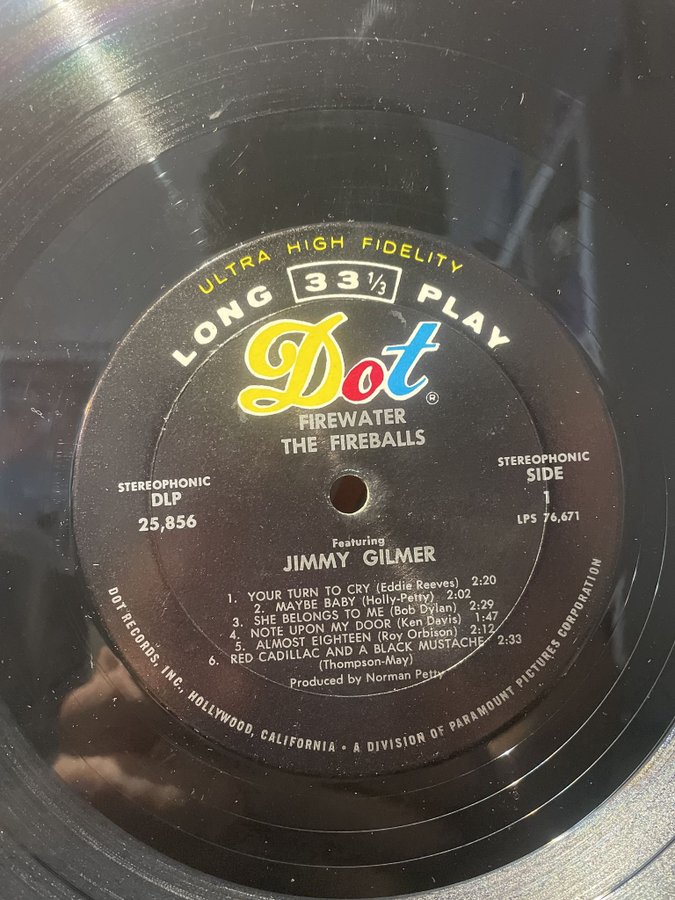 ULTRA HIGH FIDELITY
LONG 33 1/3 PLAY
Dot®
FIREWATER
THE FIREBALLS
STEREOPHONIC
DLP
25,856
STEREOPHONIC
SIDE
1
LPS 76,671
Featuring
JIMMY GILMER
1. YOUR TURN TO CRY (Eddie Reeves) 2:20
2. MAYBE BABY (Holly-Petty) 2:02
3. SHE BELONGS TO ME (Bob Dylan) 2:29
4. NOTE UPON MY DOOR (Ken Davis) 1:47
5. ALMOST EIGHTEEN (Roy Orbison) 2:12
6. RED CADILLAC AND A BLACK MUSTACHE 2:33
(Thompson-May)
Produced by Norman Petty
DOT RECORDS, INC., HOLLYWOOD, CALIFORNIA • A DIVISION OF PARAMOUNT PICTURES CORPORATION